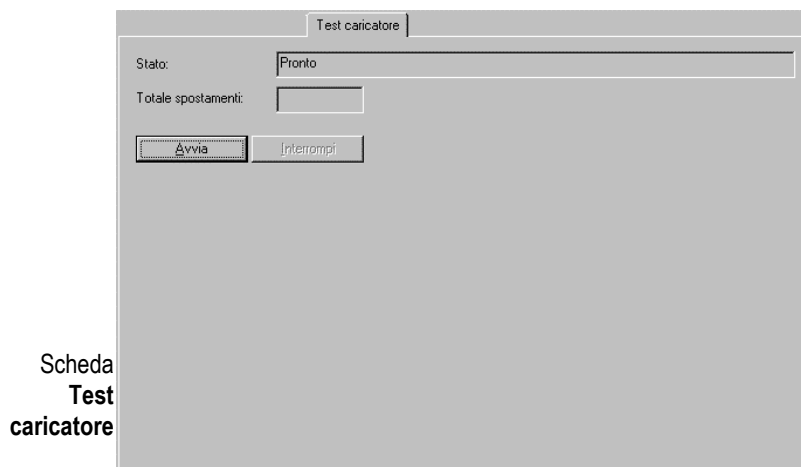 Test caricatore
Stato:
Pronto
Totale spostamenti:
Avvia
Interrompi
Scheda
Test
caricatore